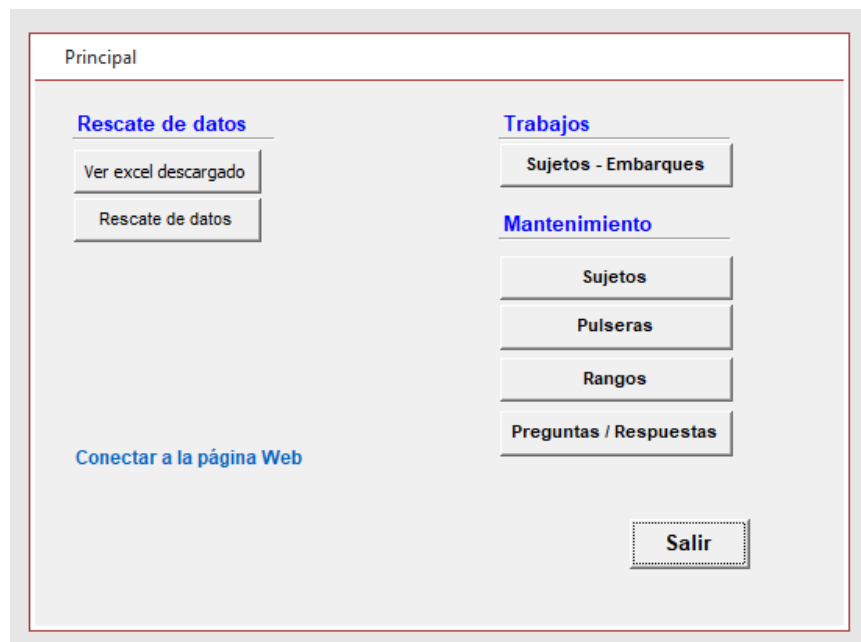 Principal
Rescate de datos
Ver excel descargado
Rescate de datos
Conectar a la página Web
Trabajos
Sujetos - Embarques
Mantenimiento
Sujetos
Pulseras
Rangos
Preguntas / Respuestas
Salir